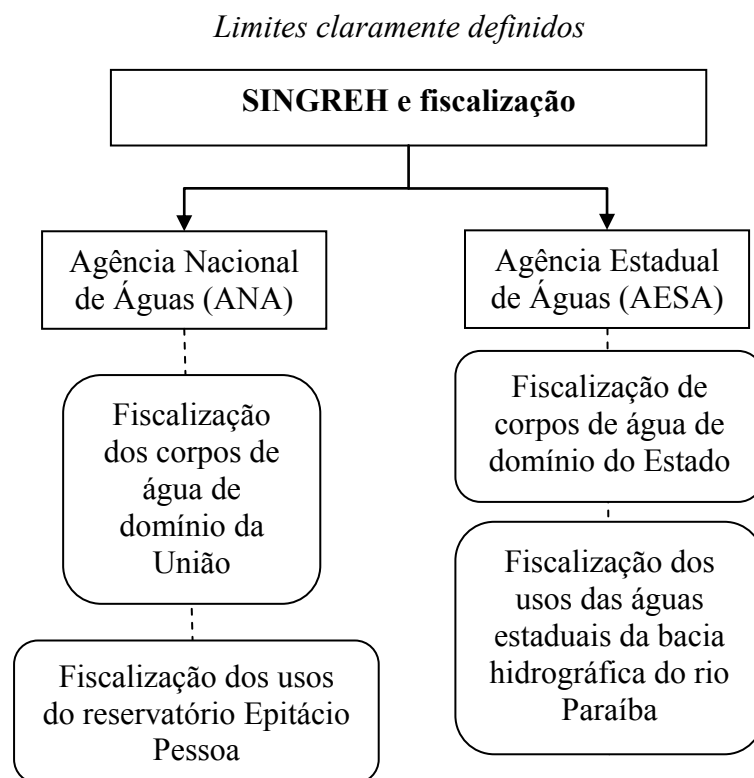 Limites claramente definidos
SINGREH e fiscalização
Agência Nacional
de Águas (ANA)
Fiscalização
dos corpos de
água de
domínio da
União
Fiscalização dos usos
do reservatório Epitácio
Pessoa
Agência Estadual
de Águas (AESA)
Fiscalização de
corpos de água de
domínio do Estado
Fiscalização dos
usos das águas
estaduais da bacia
hidrográfica do rio
Paraíba